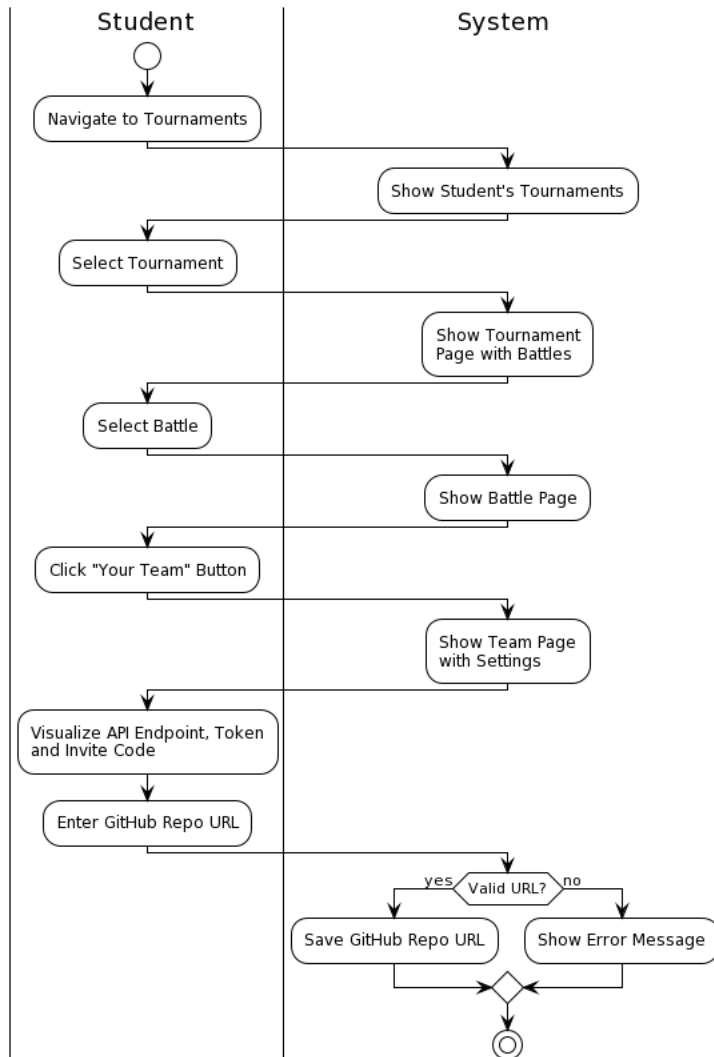 Student
System
Navigate to Tournaments
Show Student's Tournaments
Select Tournament
Show Tournament
Page with Battles
Select Battle
Show Battle Page
Click "Your Team" Button
Show Team Page
with Settings
Visualize API Endpoint, Token
and Invite Code
Enter GitHub Repo URL
yes
Valid URL?
no
Save GitHub Repo URL
Show Error Message